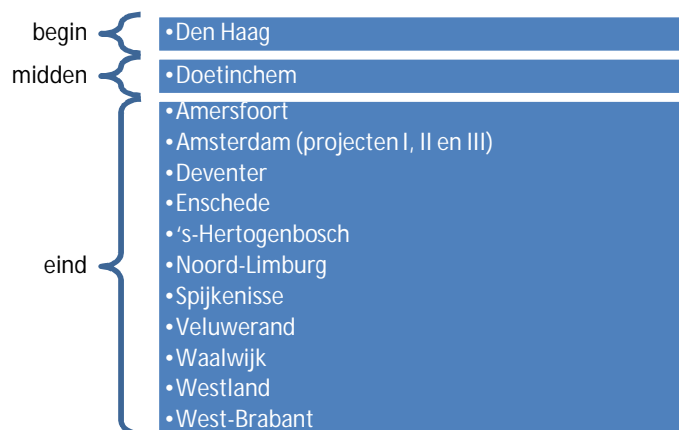 begin
•Den Haag
midden
•Doetinchem
eind
•Amersfoort
•Amsterdam (projecten I, II en III)
•Deventer
•Enschede
•‘s-Hertogenbosch
•Noord-Limburg
•Spijkenisse
•Veluwerand
•Waalwijk
•Westland
•West-Brabant